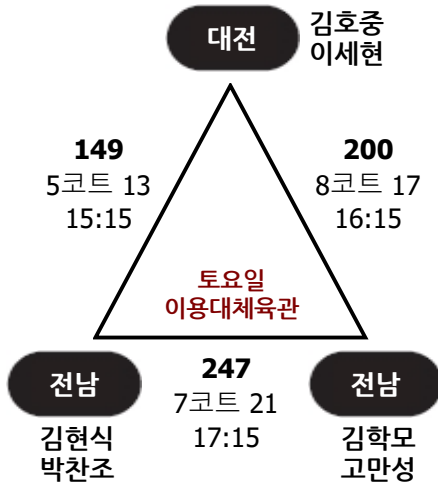 대전
김호중
이세현
149
5코트 13
15:15
200
8코트 17
16:15
토요일
이용대체육관
전남
김현식
박찬조
247
7코트 21
17:15
전남
김학모
고만성